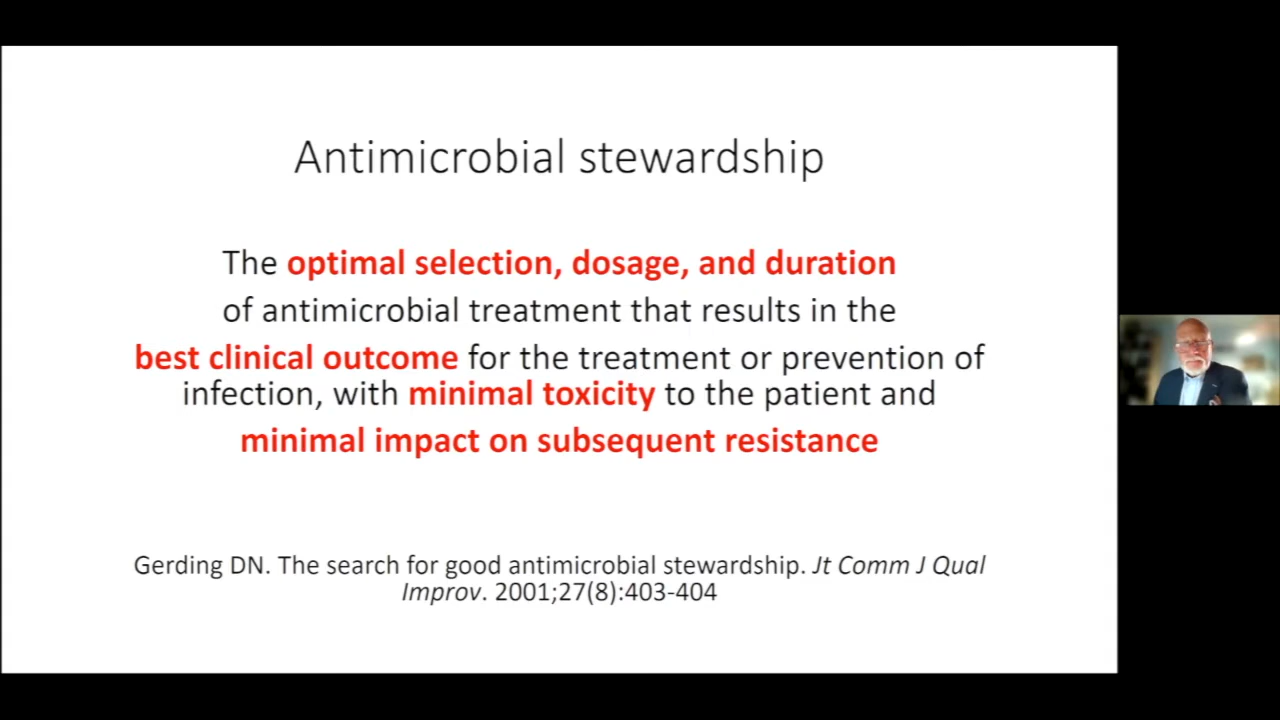 Antimicrobial stewardship
The optimal selection, dosage, and duration
of antimicrobial treatment that results in the
best clinical outcome for the treatment or prevention of
infection, with minimal toxicity to the patient and
minimal impact on subsequent resistance
Gerding DN. The search for good antimicrobial stewardship. Jt Comm J Qual
Improv. 2001;27(8):403-404